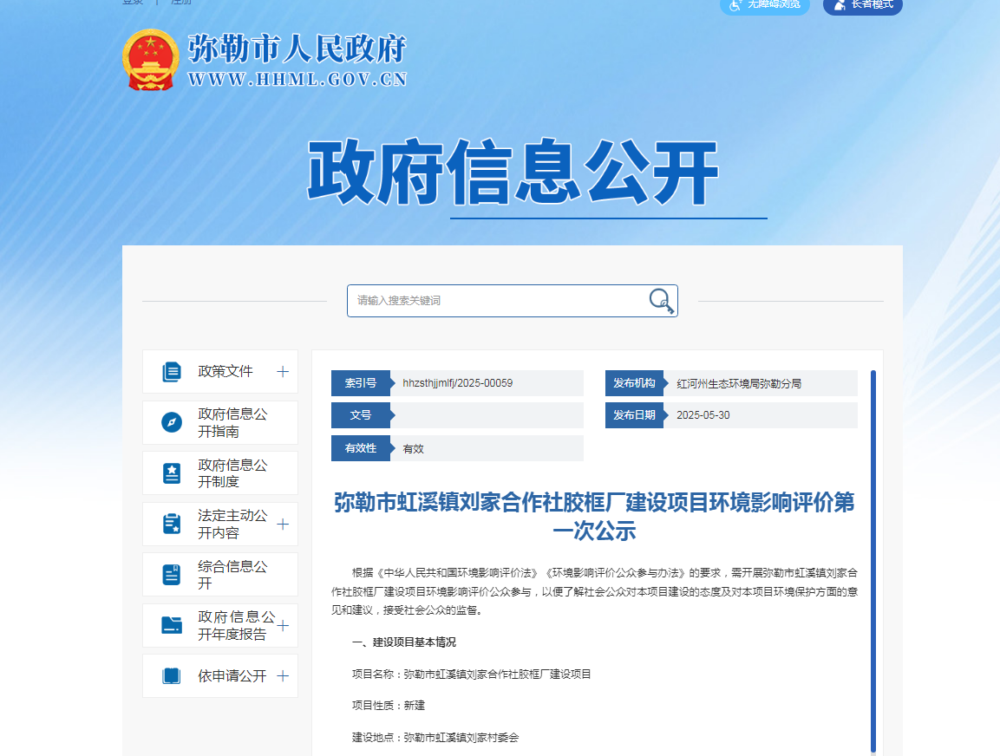 登录 | 注册
无障碍浏览
长者模式
弥勒市人民政府
WWW.HHML.GOV.CN
政府信息公开
请输入搜索关键词
政策文件
政府信息公
开指南
政府信息公
开制度
法定主动公
开内容
综合信息公
开
政府信息公
开年度报告
依申请公开
索引号 hhzsthjjmlfj/2025-00059
发布机构 红河州生态环境局弥勒分局
文号
发布日期 2025-05-30
有效性 有效
弥勒市虹溪镇刘家合作社胶框厂建设项目环境影响评价第
一次公示
根据《中华人民共和国环境影响评价法》《环境影响评价公众参与办法》的要求，需开展弥勒市虹溪镇刘家合
作社胶框厂建设项目环境影响评价公众参与，以便了解社会公众对本项目建设的态度及对本项目环境保护方面的意
见和建议，接受社会公众的监督。
一、建设项目基本情况
项目名称：弥勒市虹溪镇刘家合作社胶框厂建设项目
项目性质：新建
建设地点：弥勒市虹溪镇刘家村委会